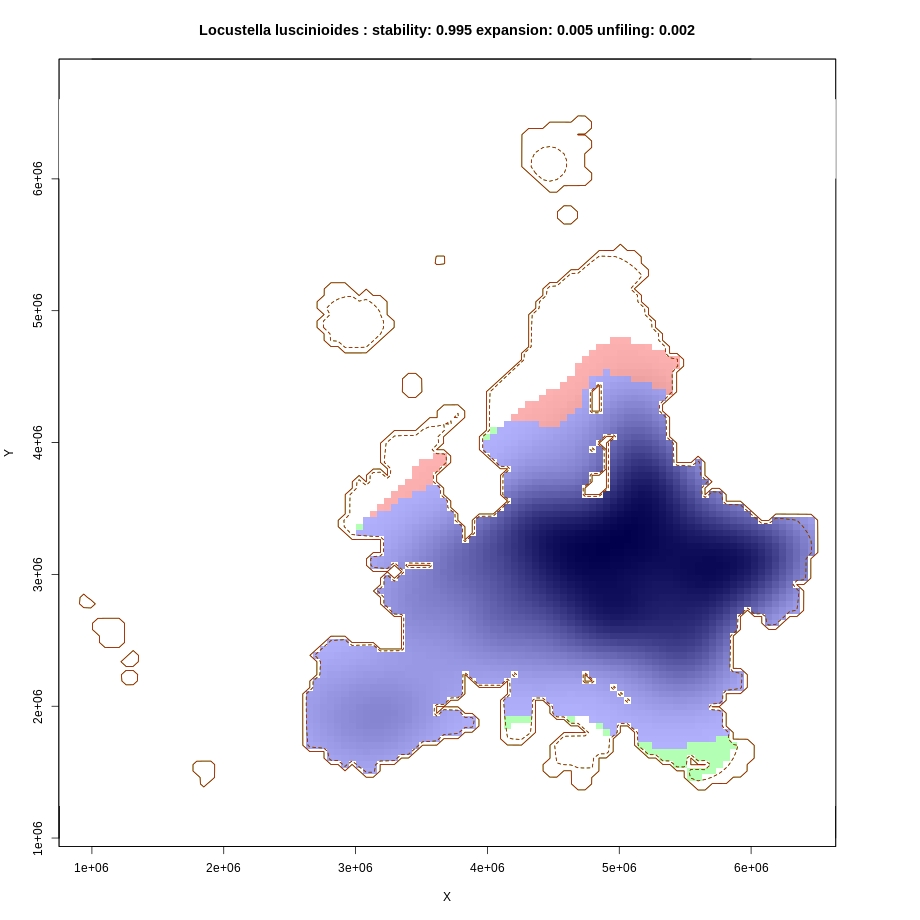 Locustella luscinioides : stability: 0.995 expansion: 0.005 unfiling: 0.002
6e+06
5e+06
4e+06
Y
3e+06
2e+06
1e+06
1e+06 2e+06 3e+06 4e+06 5e+06 6e+06
X